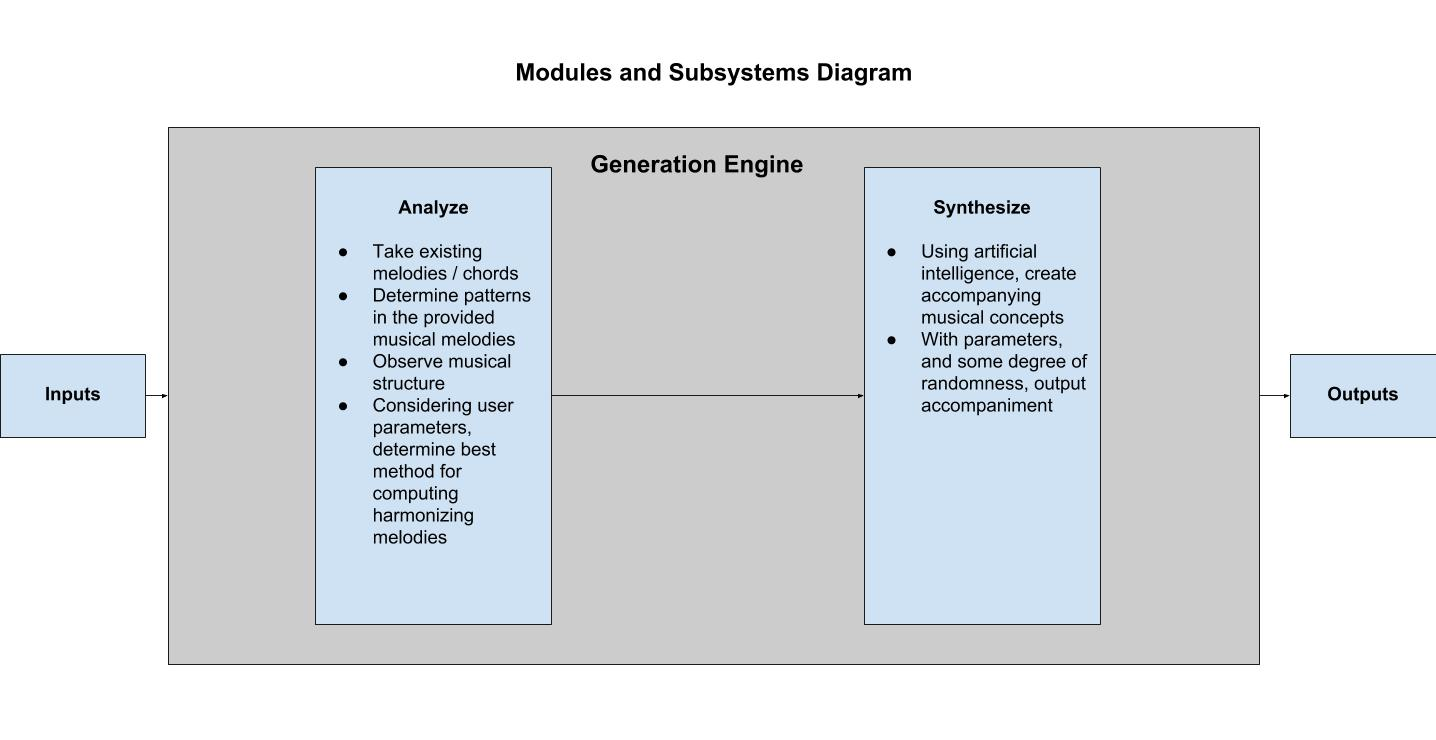 Modules and Subsystems Diagram
Generation Engine
Inputs
Analyze
● Take existing
melodies / chords
● Determine patterns
in the provided
musical melodies
● Observe musical
structure
● Considering user
parameters,
determine best
method for
computing
harmonizing
melodies
Synthesize
● Using artificial
intelligence, create
accompanying
musical concepts
● With parameters,
and some degree of
randomness, output
accompaniment
Outputs